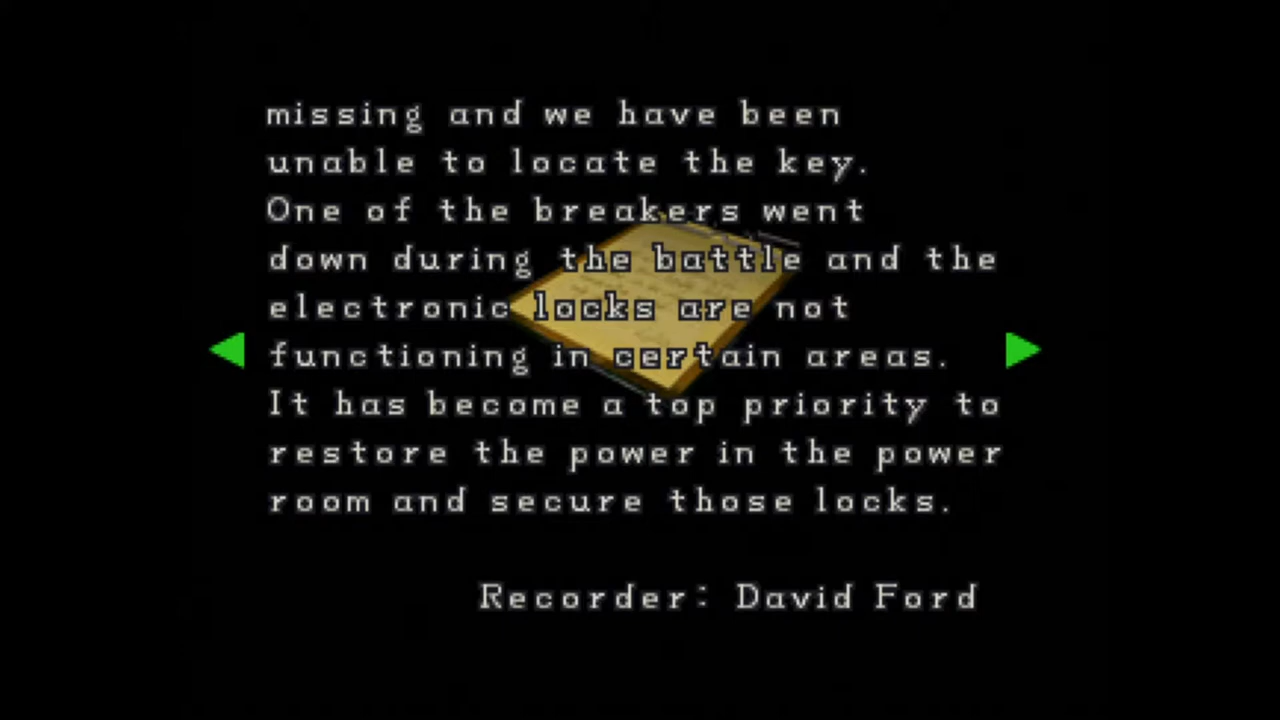 missing and we have been
unable to locate the key.
One of the breakers went
down during the battle and the
electronic locks are not
functioning in certain areas.
It has become a top priority to
restore the power in the power
room and secure those locks.
Recorder: David Ford